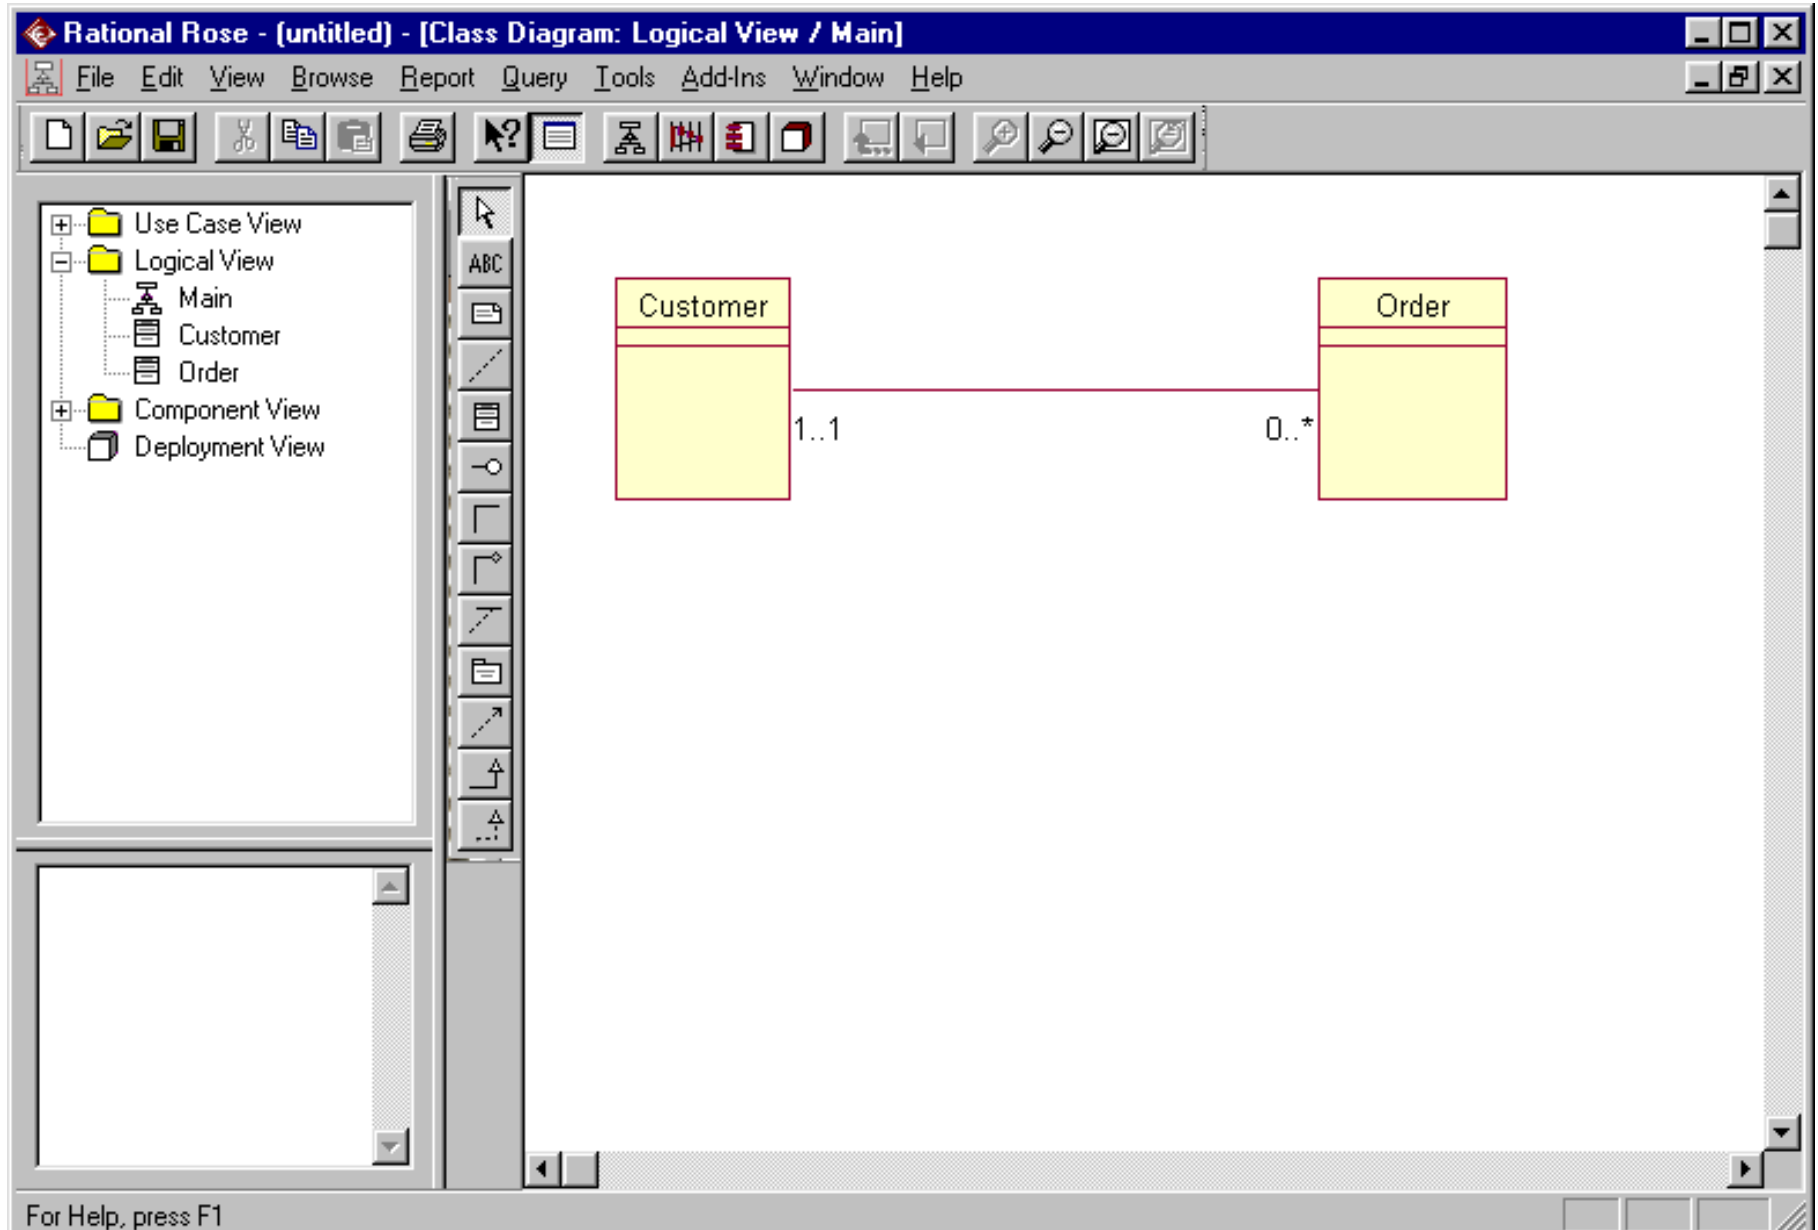 Rational Rose - (untitled) - [Class Diagram: Logical View / Main]
File Edit View Browse Report Query Tools Add-Ins Window Help
Use Case View
Logical View
Main
Customer
Order
Component View
Deployment View
ABC
Customer
Order
1..1
0..*
For Help, press F1